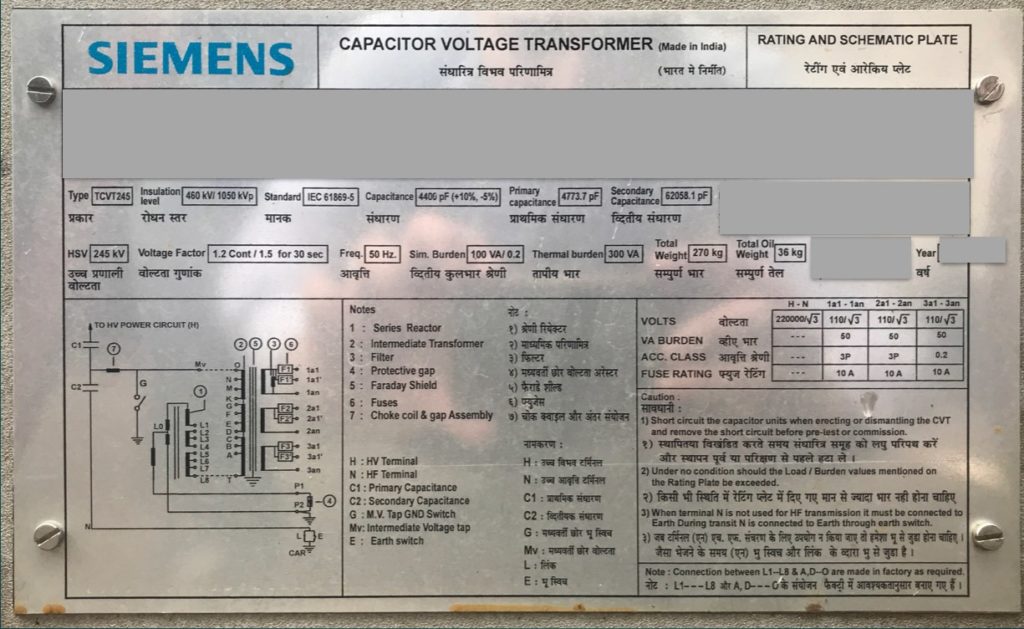 SIEMENS
CAPACITOR VOLTAGE TRANSFORMER (Made in India)
संधारित्र विभव परिणामित्र (भारत मे निर्मीत)
RATING AND SCHEMATIC PLATE
रेटींग एवं आरेकिय प्लेट
Type TCVT245 Insulation level 460 kV/ 1050 kVp Standard IEC 61869-5 Capacitance 4400 pF (+10%, -5%) Primary capacitance 4773.7 pF Secondary Capacitance 62058.1 pF
प्रकार रोधन स्तर मानक संधारण प्राथमिक संधारण व्दितीय संधारण
HSV 245 kV Voltage Factor 1.2 Cont / 1.5 for 30 sec Freq. 50 Hz. Sim. Burden 100 VA/ 0.2 Thermal burden 300 VA Total Weight 270 kg Total Oil Weight 36 kg Year
उच्च प्रणाली वोल्टता वोल्टता गुणांक आवृत्ति व्दितीय कुलभार श्रेणी तापीय भार सम्पुर्ण भार सम्पुर्ण तेल वर्ष
TO HV POWER CIRCUIT (H)
C1
7
C2
Mv
G
1
2 5 3 6
O
N
M
K
G
F
E
D
C
B
A
Y
L0
L1
L2
L3
L4
L5
L6
L7
L8
F1 1a1
F1' 1a1'
1an
F2 2a1
F2' 2a1'
2an
F3 3a1
F3' 3a1'
3an
P1
P2
4
N
L E
CAR
Notes
1 : Series Reactor
2 : Intermediate Transformer
3 : Filter
4 : Protective gap
5 : Faraday Shield
6 : Fuses
7 : Choke coil & gap Assembly
H : HV Terminal
N : HF Terminal
C1 : Primary Capacitance
C2 : Secondary Capacitance
G : M.V. Tap GND Switch
Mv: Intermediate Voltage tap
E : Earth switch
नोट :
१) श्रेणी रियेक्टर
२) माध्यमिक परिणामित्र
३) फिल्टर
४) मध्यवर्ती छोर वोल्टता अरेस्टर
५) फैराडे शील्ड
६) फ्युजेस
७) चोक क्वाइल और अंतर संयोजन
नामकरण :
H : उच्च विभव टर्मिनल
N : उच्च आवृत्ति टर्मिनल
C1 : प्राथमिक संधारण
C2 : व्दितीयक संधारण
G : मध्यवर्ती छोर भू स्विच
Mv : मध्यवर्ती छोर वोल्टता
L : लिंक
E : भू स्विच
H - N 1a1 - 1an 2a1 - 2an 3a1 - 3an
VOLTS वोल्टता 220000/√3 110/√3 110/√3 110/√3
VA BURDEN व्हीए भार --- 50 50 50
ACC. CLASS आवृत्ति श्रेणी --- 3P 3P 0.2
FUSE RATING फ्युज रेटिंग --- 10 A 10 A 10 A
Caution :
सावधानी :
1) Short circuit the capacitor units when erecting or dismantling the CVT
and remove the short circuit before pre-test or commission.
१) स्थापितया विखंडित करते समय संधारित्र समूह को लघु परिपथ करें
और स्थापन पूर्व या परिक्षण से पहले हटा ले ।
2) Under no condition should the Load / Burden values mentioned on
the Rating Plate be exceeded.
२) किसी भी स्थिति में रेटिंग प्लेट में दिए गए मान से ज्यादा भार नही होना चाहिए
3) When terminal N is not used for HF transmission it must be connected to
Earth During transit N is connected to Earth through earth switch.
३) जब टर्मिनल (एन) एच. एफ. संचरण के लिए उपयोग न किया जाए तो हमेशा भू से जुडा होना चाहिए ।
जैसा भेजने के समय (एन) भु स्विच और लिंक के व्दारा भु से जुडा है ।
Note : Connection between L1--L8 & A,D--O are made in factory as required.
नोट : L1---L8 और A, D---O के संयोजन फैक्ट्री में आवश्यकतानुसार बनाए गए हैं ।